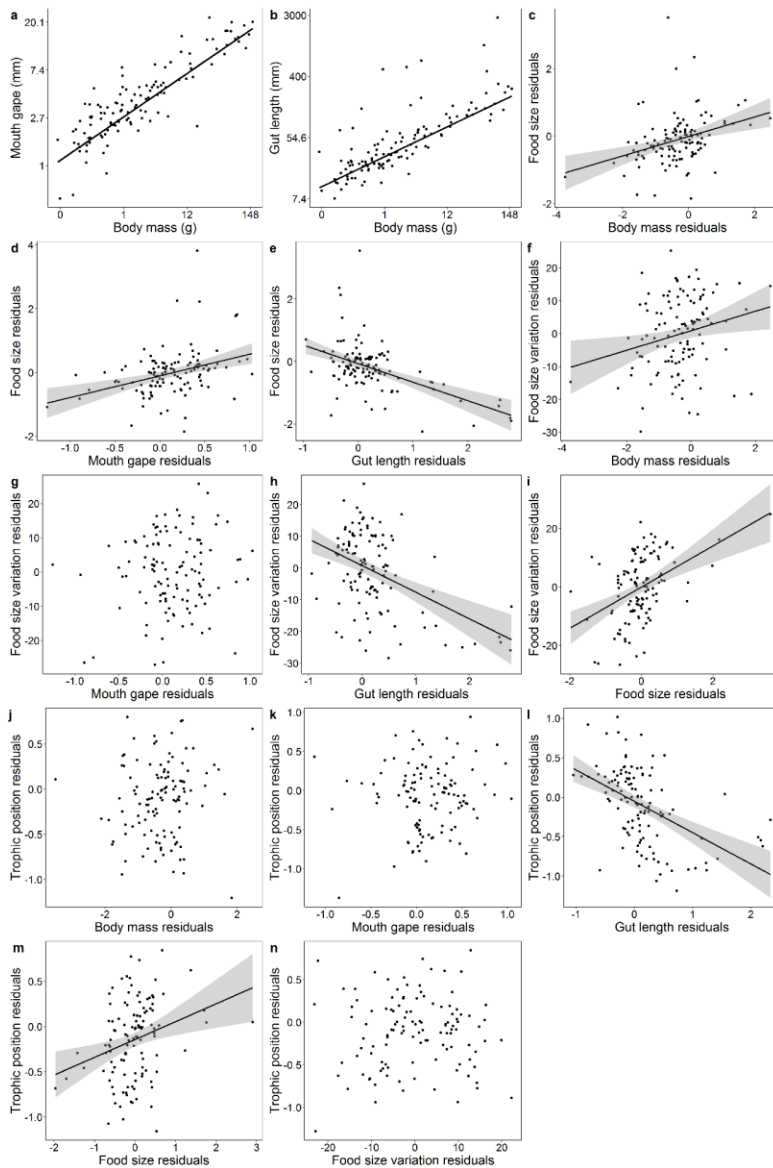 a
20.1
7.4
2.7
1
Mouth gape (mm)
0
1
12
148
Body mass (g)
b
3000
400
54.6
7.4
Gut length (mm)
0
1
12
148
Body mass (g)
c
2
0
-2
Food size residuals
-4
-2
0
2
Body mass residuals
d
4
2
0
-2
Food size residuals
-1.0
-0.5
0.0
0.5
1.0
Mouth gape residuals
e
2
0
-2
Food size residuals
-1
0
1
2
Gut length residuals
f
20
10
0
-10
-20
-30
Food size variation residuals
-4
-2
0
2
Body mass residuals
g
20
10
0
-10
-20
Food size variation residuals
-1.0
-0.5
0.0
0.5
1.0
Mouth gape residuals
h
20
10
0
-10
-20
-30
Food size variation residuals
-1
0
1
2
Gut length residuals
i
20
0
-20
Food size variation residuals
-2
0
2
Food size residuals
j
0.5
0.0
-0.5
-1.0
Trophic position residuals
-2
0
2
Body mass residuals
k
1.0
0.5
0.0
-0.5
-1.0
Trophic position residuals
-1.0
-0.5
0.0
0.5
1.0
Mouth gape residuals
l
1.0
0.5
0.0
-0.5
-1.0
Trophic position residuals
-1
0
1
2
Gut length residuals
m
0.5
0.0
-0.5
-1.0
Trophic position residuals
-2
-1
0
1
2
3
Food size residuals
n
0.5
0.0
-0.5
-1.0
Trophic position residuals
-20
-10
0
10
20
Food size variation residuals